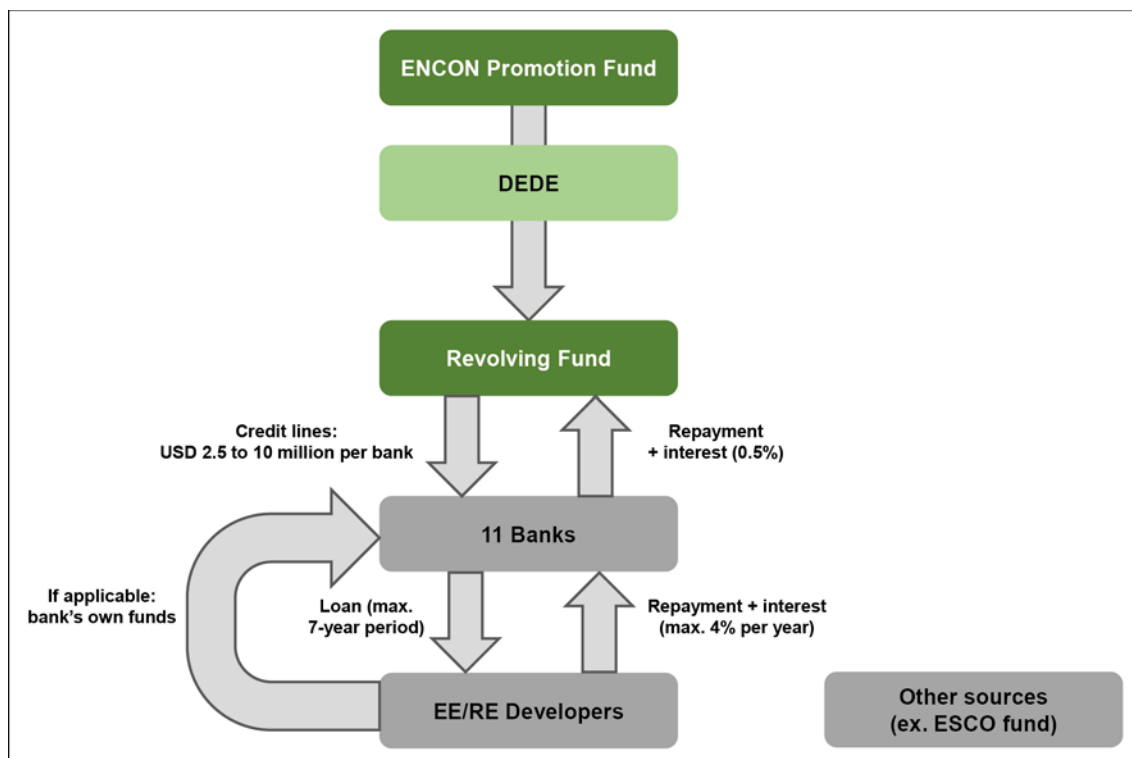 ENCON Promotion Fund
DEDE
Revolving Fund
Credit lines:
USD 2.5 to 10 million per bank
Repayment
+ interest (0.5%)
11 Banks
If applicable:
bank's own funds
Loan (max.
7-year period)
Repayment + interest
(max. 4% per year)
EE/RE Developers
Other sources
(ex. ESCO fund)